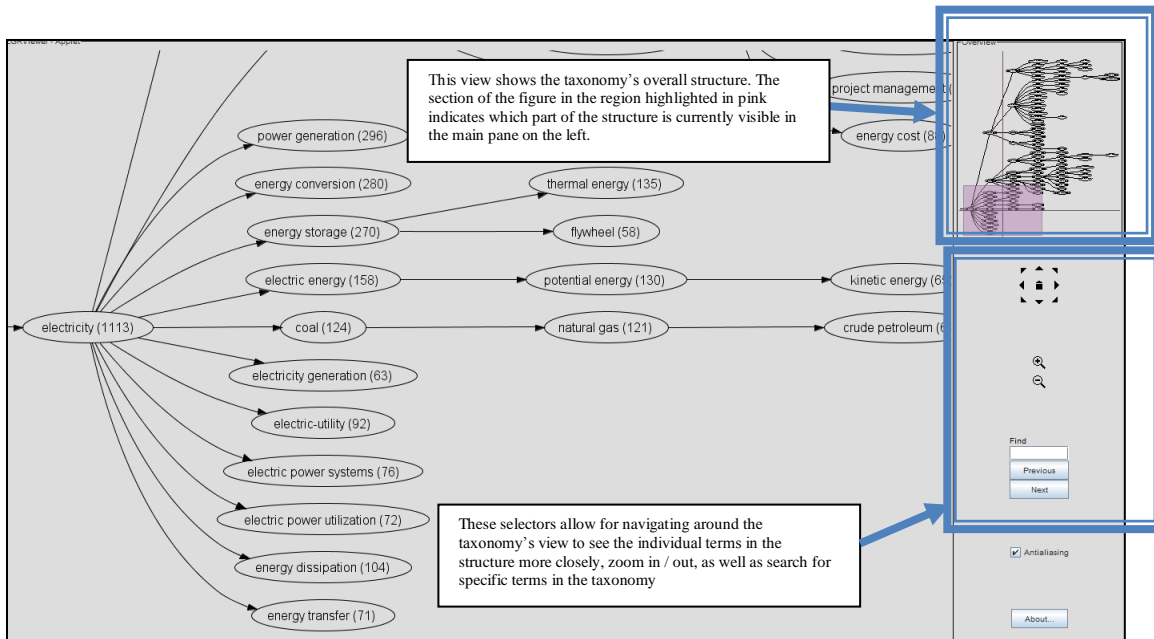 LGRViewer - Applet
Overview
This view shows the taxonomy's overall structure. The
section of the figure in the region highlighted in pink
indicates which part of the structure is currently visible in
the main pane on the left.
project management (
power generation (296)
energy cost (88
energy conversion (280)
thermal energy (135)
energy storage (270)
flywheel (58)
electric energy (158)
potential energy (130)
kinetic energy (65
electricity (1113)
coal (124)
natural gas (121)
crude petroleum (6
electricity generation (63)
electric-utility (92)
electric power systems (76)
electric power utilization (72)
energy dissipation (104)
energy transfer (71)
These selectors allow for navigating around the
taxonomy's view to see the individual terms in the
structure more closely, zoom in / out, as well as search for
specific terms in the taxonomy
Find
Previous
Next
Antialiasing
About...